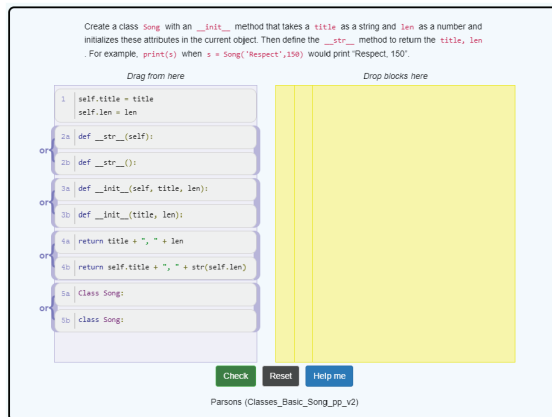 Create a class Song with an __init__ method that takes a title as a string and len as a number and
initializes these attributes in the current object. Then define the __str__ method to return the title, len
. For example, print(s) when s = Song('Respect',150) would print "Respect, 150".
Drag from here
Drop blocks here
1 self.title = title
self.len = len
or{
2a def __str__(self):
2b def __str__():
or{
3a def __init__(self, title, len):
3b def __init__(title, len):
or{
4a return title + ", " + len
4b return self.title + ", " + str(self.len)
or{
5a Class Song:
5b class Song:
Check Reset Help me
Parsons (Classes_Basic_Song_pp_v2)